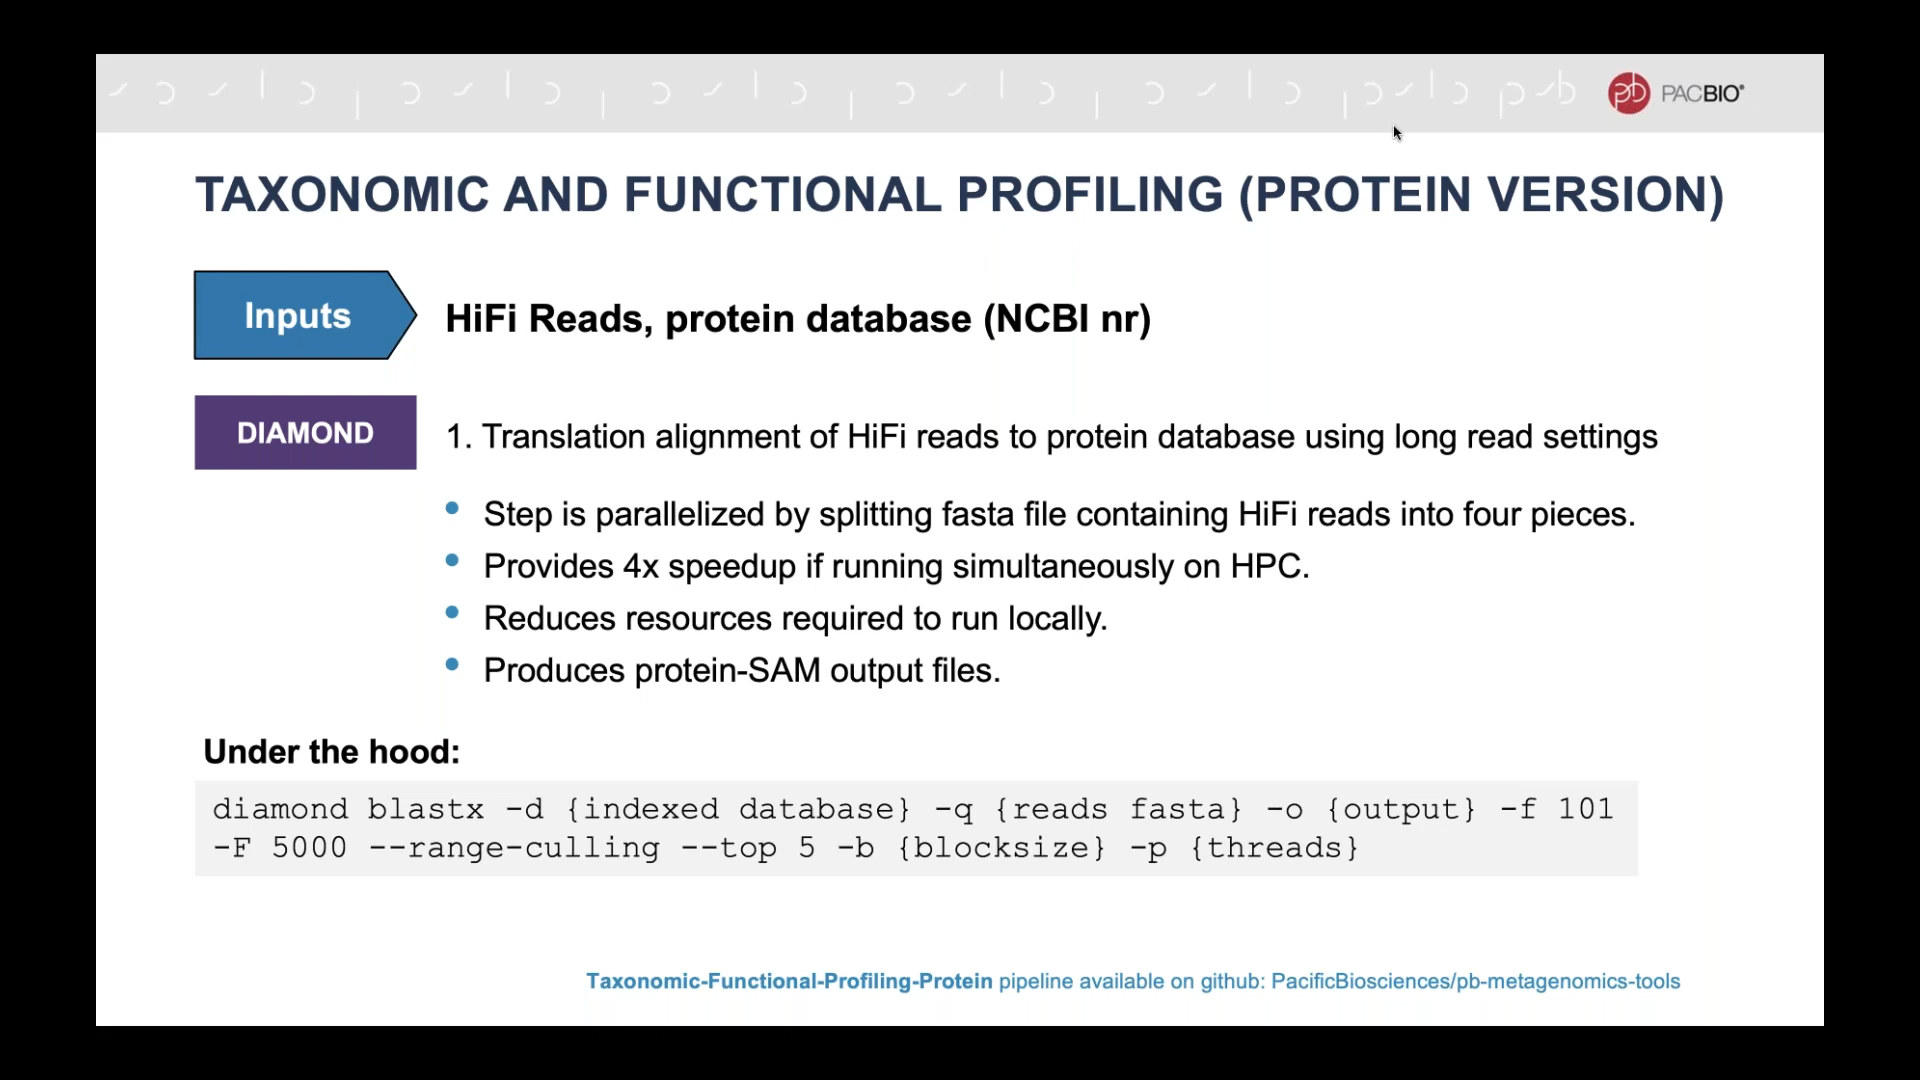 PACBIO®
TAXONOMIC AND FUNCTIONAL PROFILING (PROTEIN VERSION)
Inputs
HiFi Reads, protein database (NCBI nr)
DIAMOND
1. Translation alignment of HiFi reads to protein database using long read settings
• Step is parallelized by splitting fasta file containing HiFi reads into four pieces.
• Provides 4x speedup if running simultaneously on HPC.
• Reduces resources required to run locally.
• Produces protein-SAM output files.
Under the hood:
diamond blastx -d {indexed database} -q {reads fasta} -o {output} -f 101
-F 5000 --range-culling --top 5 -b {blocksize} -p {threads}
Taxonomic-Functional-Profiling-Protein pipeline available on github: PacificBiosciences/pb-metagenomics-tools